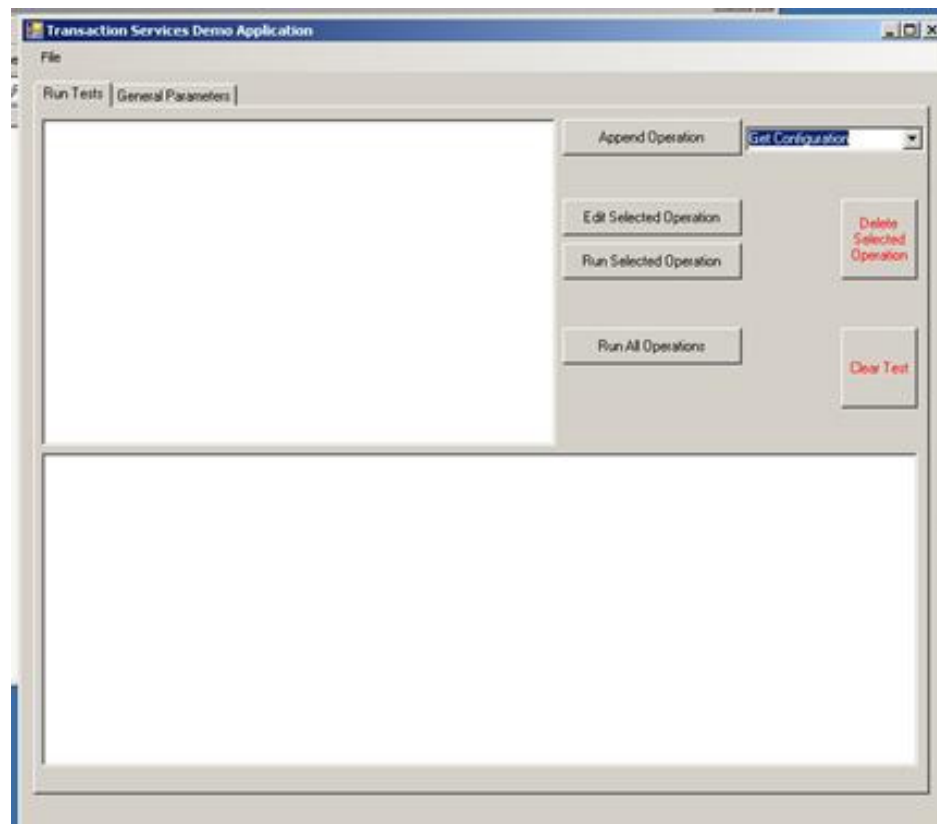 Transaction Services Demo Application
File
Run Tests
General Parameters
Append Operation
Get Configuration
Edit Selected Operation
Delete
Selected
Operation
Run Selected Operation
Run All Operations
Clear Test